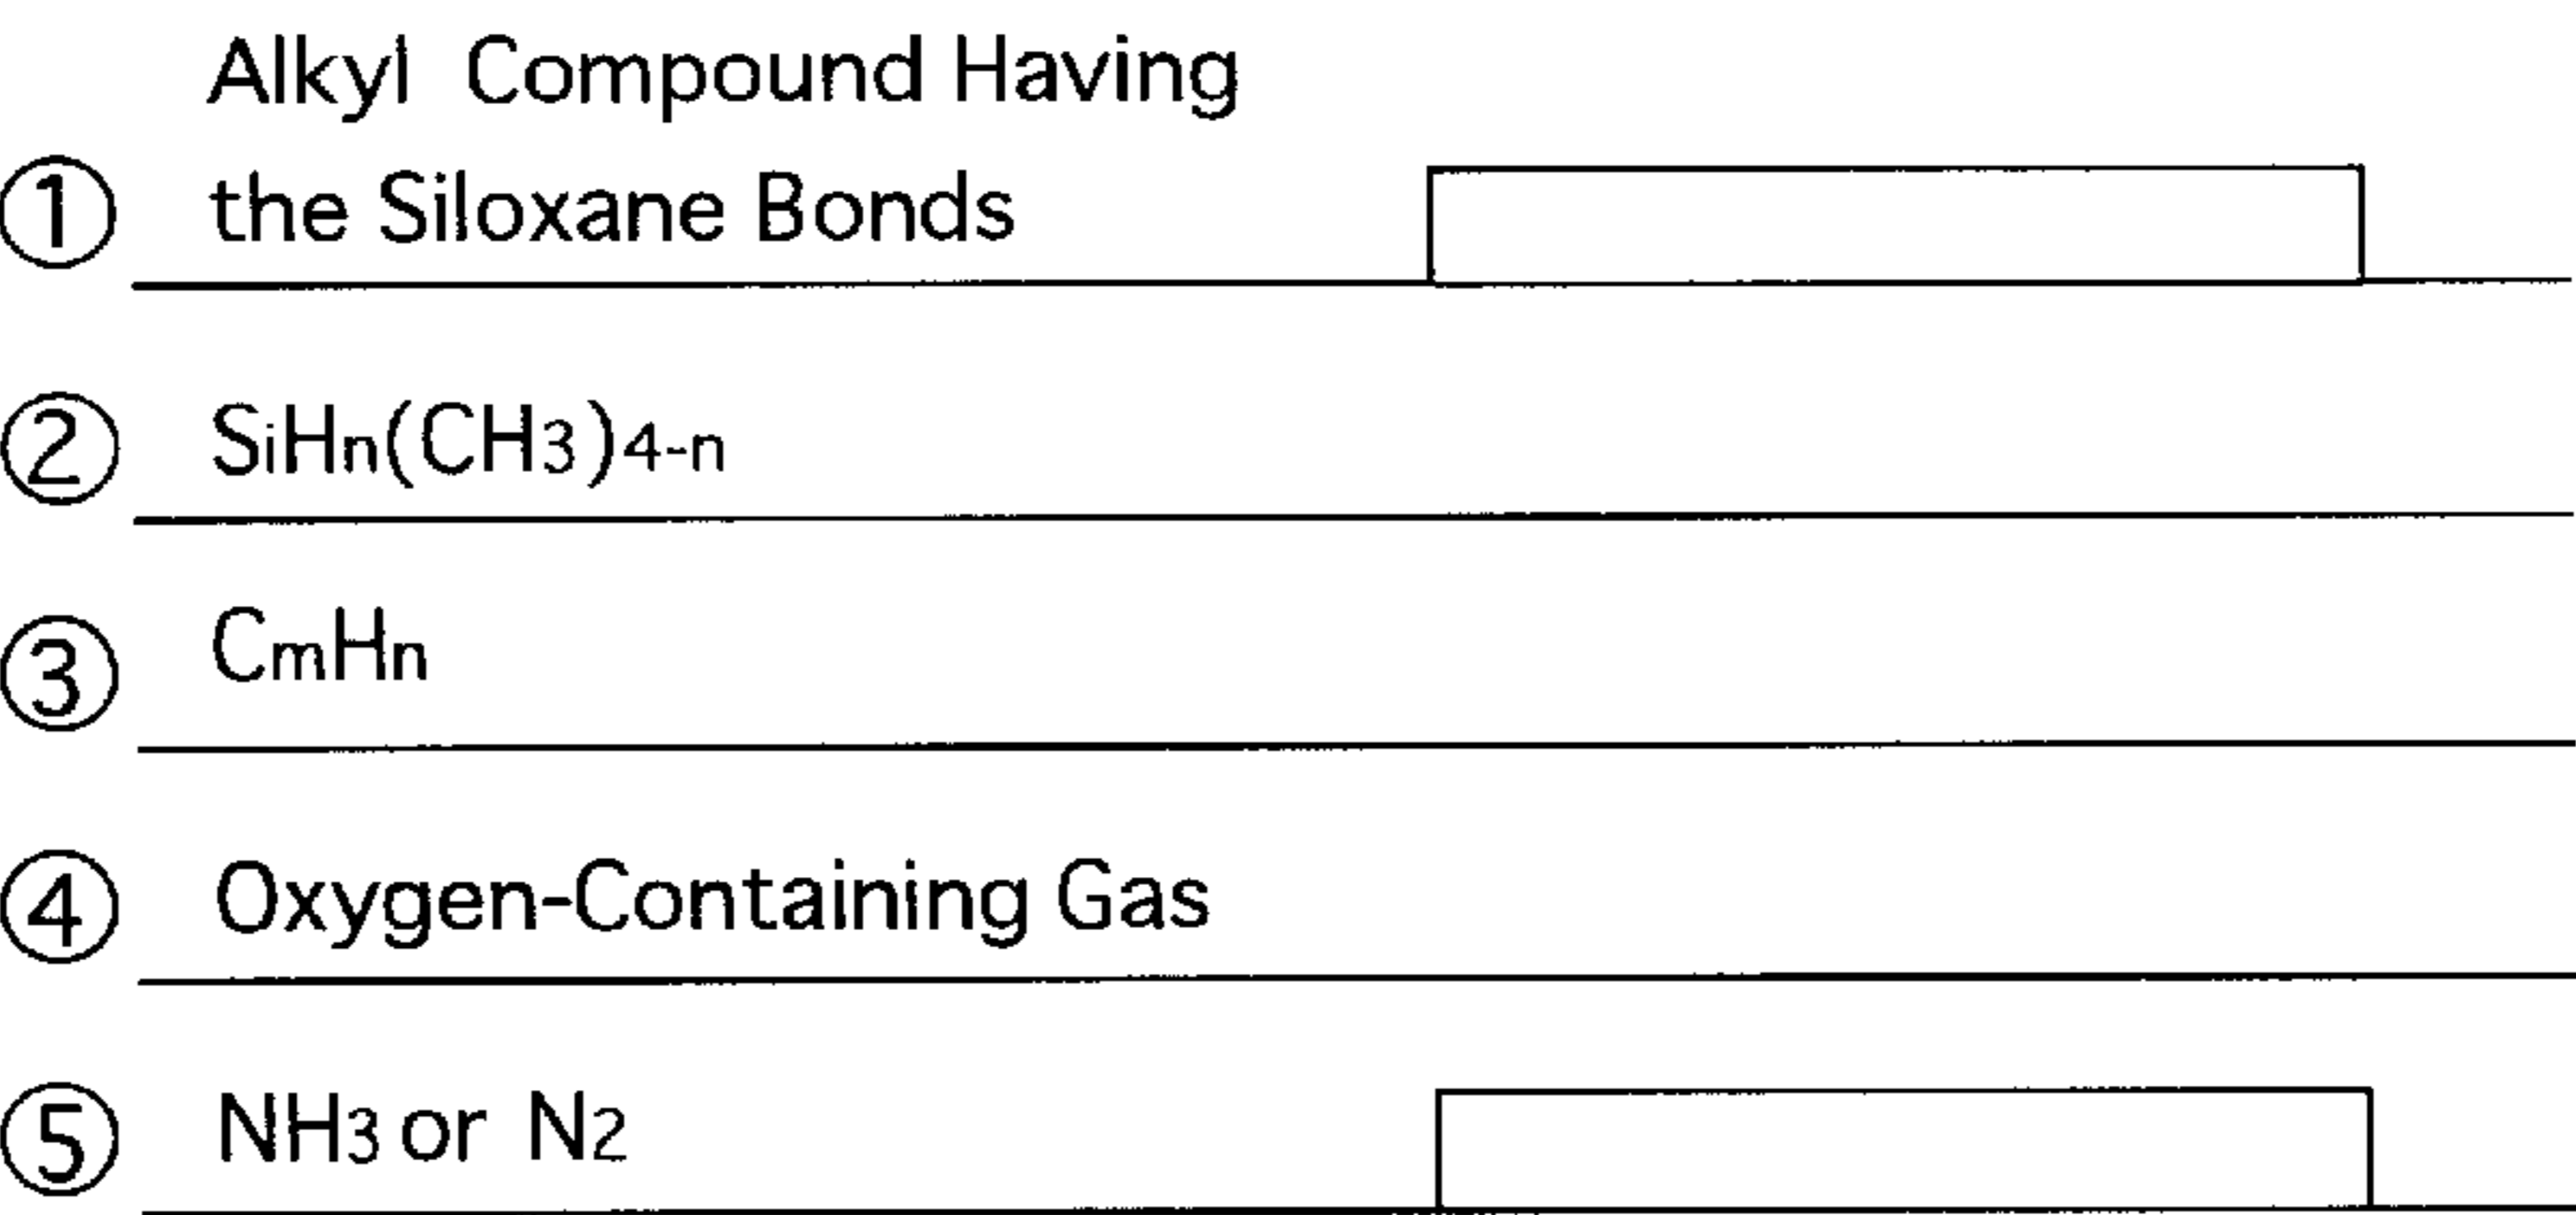 Alkyl Compound Having
① the Siloxane Bonds
② SiHn(CH3)4-n
③ CmHn
④ Oxygen-Containing Gas
⑤ NH3 or N2